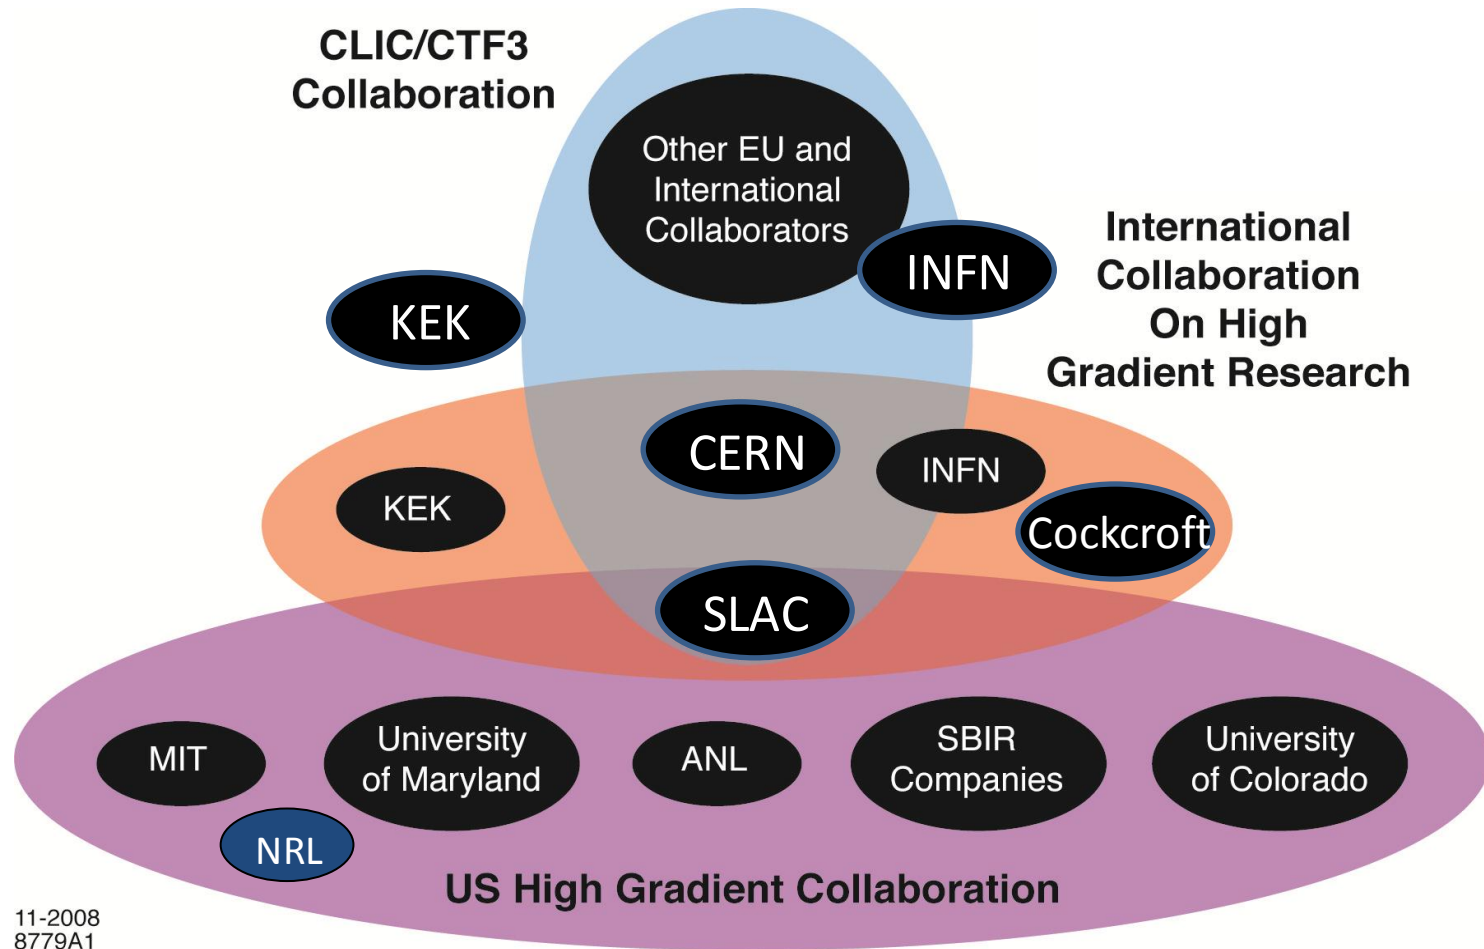 CLIC/CTF3
Collaboration
Other EU and
International
Collaborators
INFN
International
Collaboration
On High
Gradient Research
KEK
CERN
INFN
KEK
Cockcroft
SLAC
MIT
University
of Maryland
ANL
SBIR
Companies
University
of Colorado
NRL
US High Gradient Collaboration
11-2008
8779A1